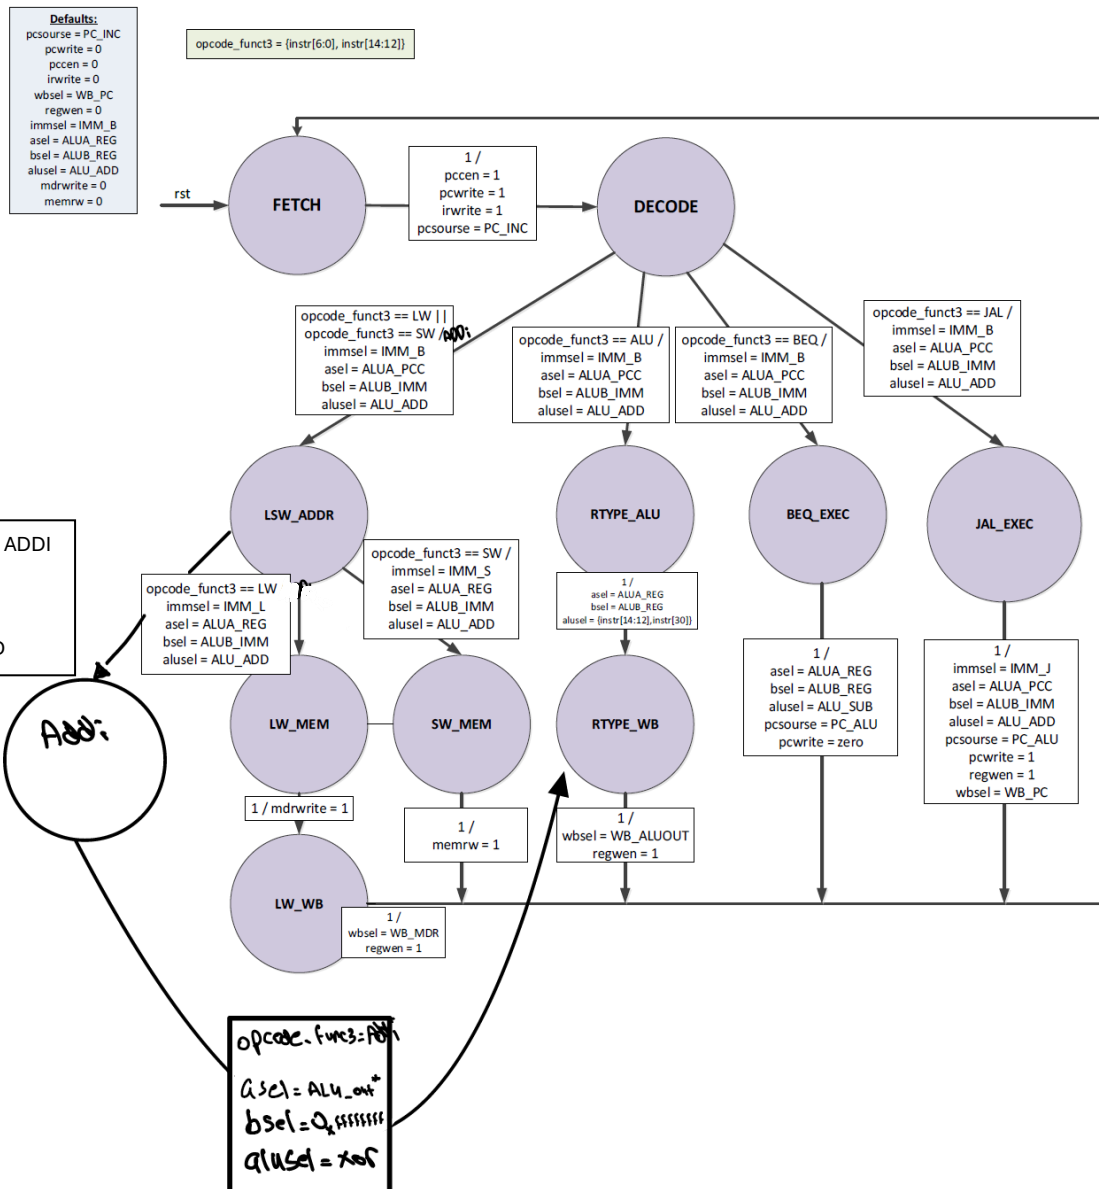 Defaults:
pcsourse = PC_INC
pcwrite = 0
pccen = 0
irwrite = 0
wbsel = WB_PC
regwen = 0
immsel = IMM_B
asel = ALUA_REG
bsel = ALUB_REG
alusel = ALU_ADD
mdrwrite = 0
memrw = 0
opcode_funct3 = {instr[6:0], instr[14:12]}
rst
FETCH
1 /
pccen = 1
pcwrite = 1
irwrite = 1
pcsourse = PC_INC
DECODE
opcode_funct3 == LW ||
opcode_funct3 == SW / ADDi
immsel = IMM_B
asel = ALUA_PCC
bsel = ALUB_IMM
alusel = ALU_ADD
opcode_funct3 == ALU /
immsel = IMM_B
asel = ALUA_PCC
bsel = ALUB_IMM
alusel = ALU_ADD
opcode_funct3 == BEQ /
immsel = IMM_B
asel = ALUA_PCC
bsel = ALUB_IMM
alusel = ALU_ADD
opcode_funct3 == JAL /
immsel = IMM_B
asel = ALUA_PCC
bsel = ALUB_IMM
alusel = ALU_ADD
LSW_ADDR
RTYPE_ALU
BEQ_EXEC
JAL_EXEC
ADDI
opcode_funct3 == LW
immsel = IMM_L
asel = ALUA_REG
bsel = ALUB_IMM
alusel = ALU_ADD
opcode_funct3 == SW /
immsel = IMM_S
asel = ALUA_REG
bsel = ALUB_IMM
alusel = ALU_ADD
1 /
asel = ALUA_REG
bsel = ALUB_REG
alusel = {instr[14:12],instr[30]}
1 /
asel = ALUA_REG
bsel = ALUB_REG
alusel = ALU_SUB
pcsourse = PC_ALU
pcwrite = zero
1 /
immsel = IMM_J
asel = ALUA_PCC
bsel = ALUB_IMM
alusel = ALU_ADD
pcsourse = PC_ALU
pcwrite = 1
regwen = 1
wbsel = WB_PC
Addi
LW_MEM
SW_MEM
RTYPE_WB
1 / mdrwrite = 1
1 /
memrw = 1
1 /
wbsel = WB_ALUOUT
regwen = 1
LW_WB
1 /
wbsel = WB_MDR
regwen = 1
opcode_func3=Addi
asel = ALU_out*
bsel = 0xffffffff
alusel = xor